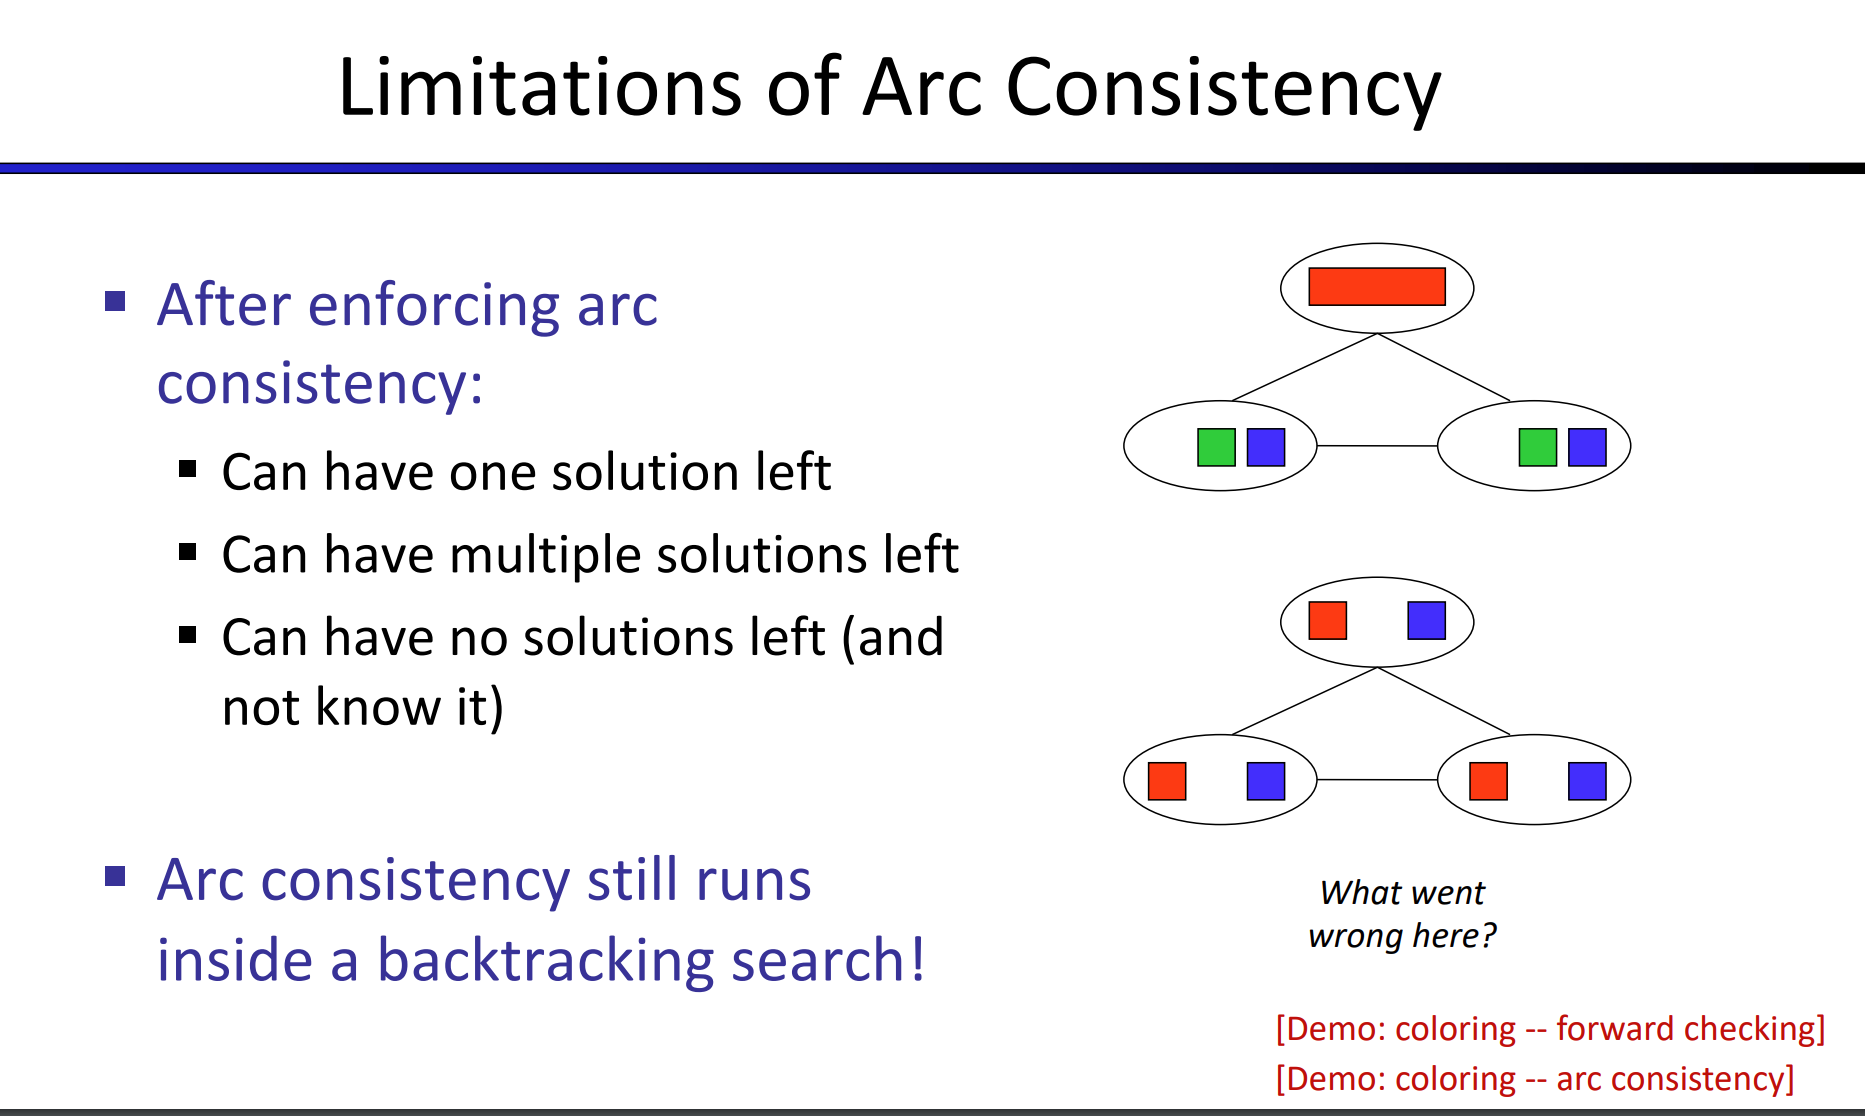 Limitations of Arc Consistency
▪ After enforcing arc
consistency:
▪ Can have one solution left
▪ Can have multiple solutions left
▪ Can have no solutions left (and
not know it)
▪ Arc consistency still runs
inside a backtracking search!
What went
wrong here?
[Demo: coloring -- forward checking]
[Demo: coloring -- arc consistency]